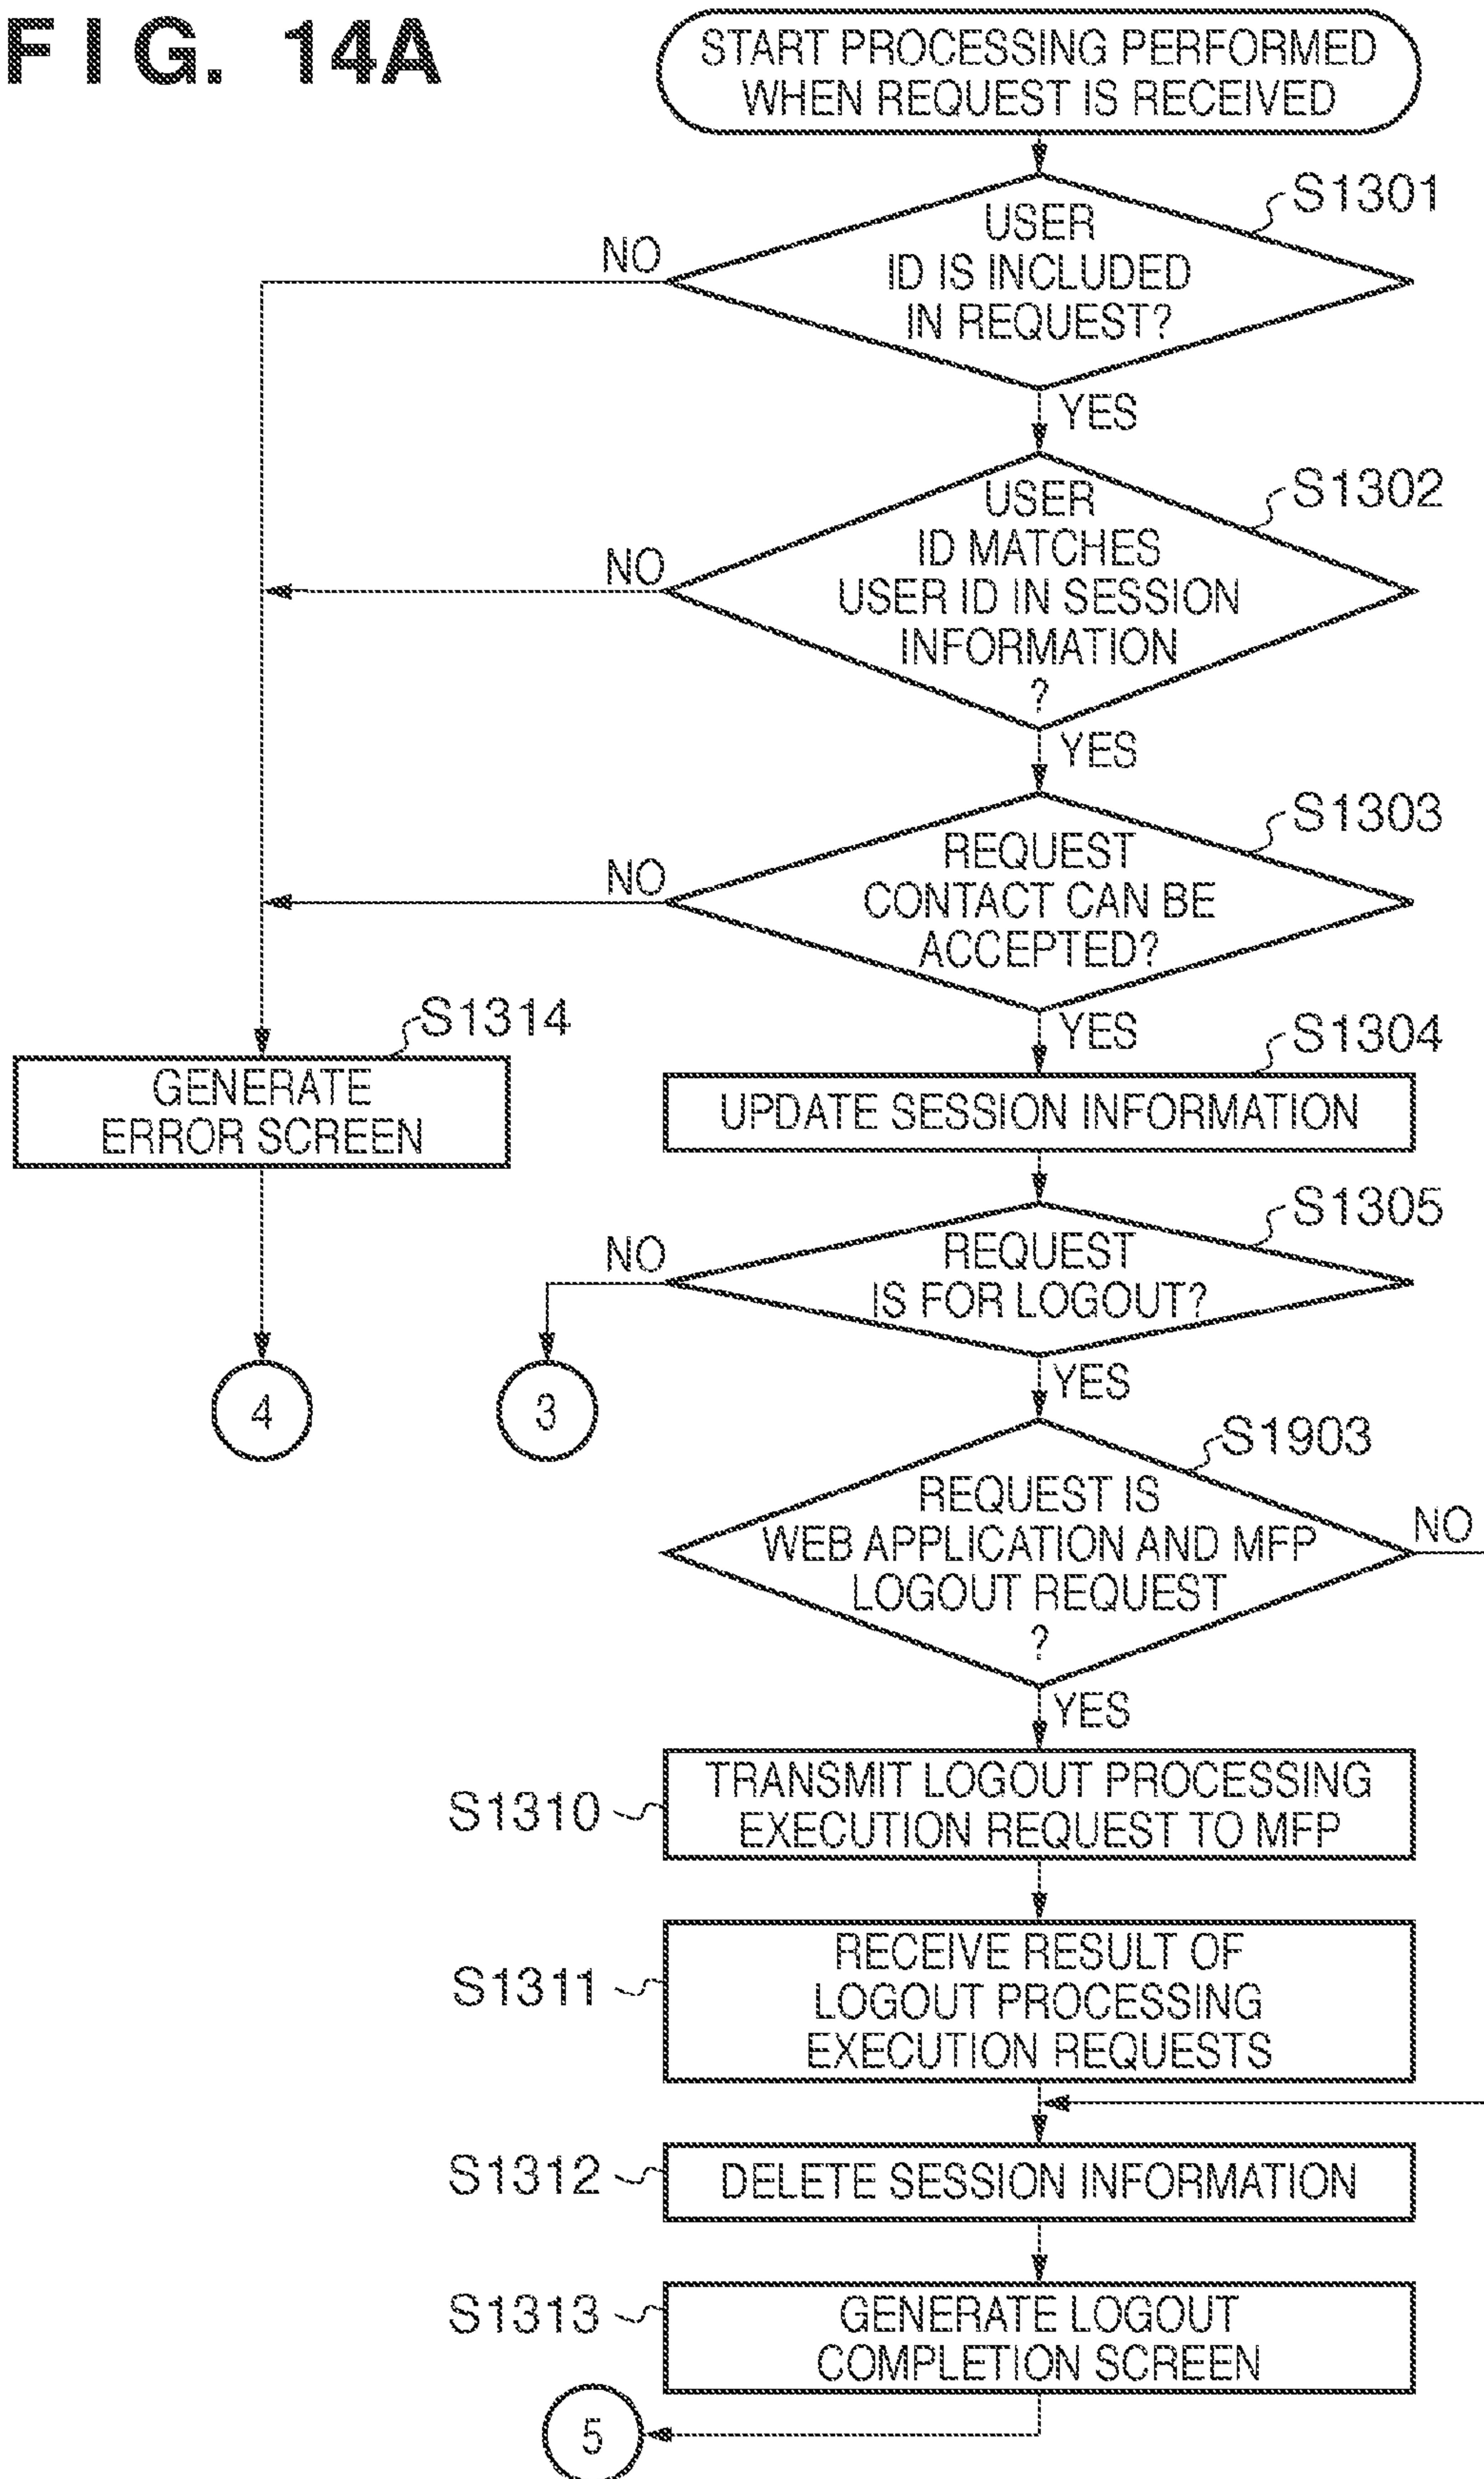 FIG. 14A
START PROCESSING PERFORMED
WHEN REQUEST IS RECEIVED
S1301
USER
ID IS INCLUDED
IN REQUEST?
NO
YES
S1302
USER
ID MATCHES
USER ID IN SESSION
INFORMATION
?
NO
YES
S1303
REQUEST
CONTACT CAN BE
ACCEPTED?
NO
YES
S1314
GENERATE
ERROR SCREEN
S1304
UPDATE SESSION INFORMATION
S1305
REQUEST
IS FOR LOGOUT?
NO
YES
4
3
S1903
REQUEST IS
WEB APPLICATION AND MFP
LOGOUT REQUEST
?
NO
YES
S1310
TRANSMIT LOGOUT PROCESSING
EXECUTION REQUEST TO MFP
S1311
RECEIVE RESULT OF
LOGOUT PROCESSING
EXECUTION REQUESTS
S1312
DELETE SESSION INFORMATION
S1313
GENERATE LOGOUT
COMPLETION SCREEN
5